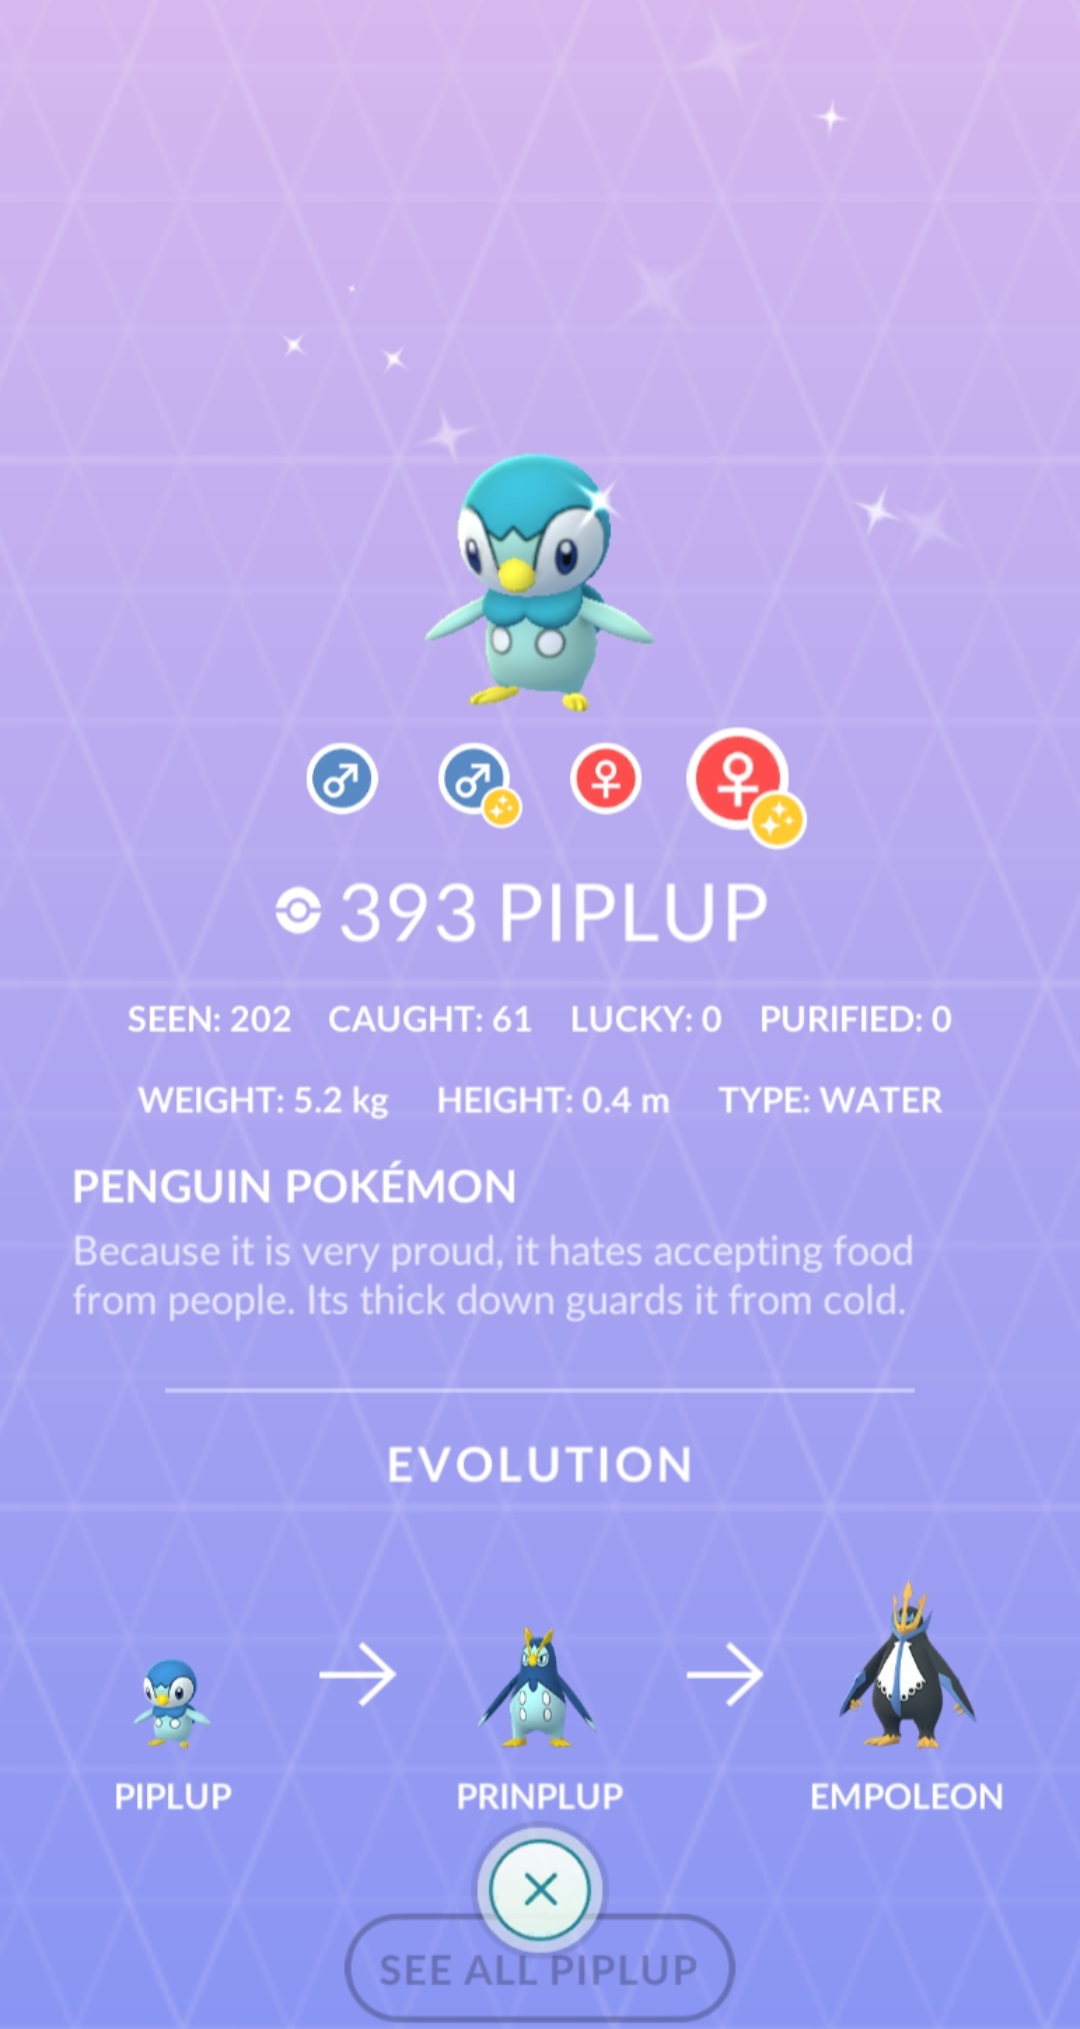 393 PIPLUP
SEEN: 202 CAUGHT: 61 LUCKY: 0 PURIFIED: 0
WEIGHT: 5.2 kg HEIGHT: 0.4 m TYPE: WATER
PENGUIN POKÉMON
Because it is very proud, it hates accepting food
from people. Its thick down guards it from cold.
EVOLUTION
PIPLUP PRINPLUP EMPOLEON
SEE ALL PIPLUP